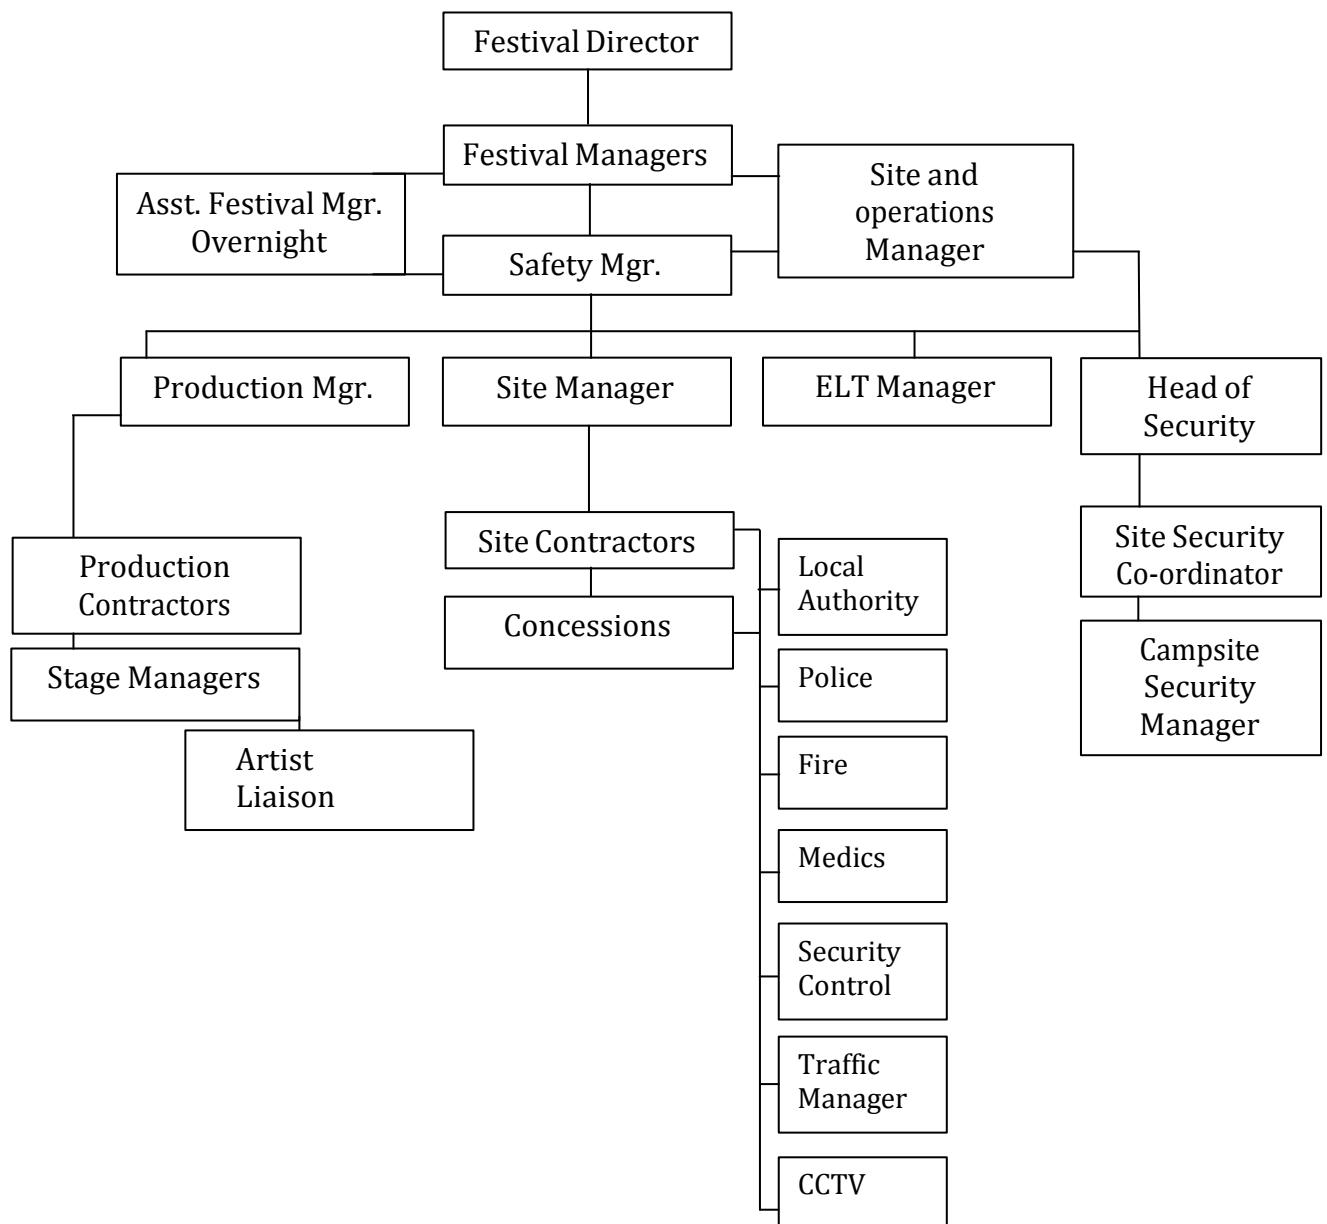 Festival Director
Festival Managers
Site and
operations
Manager
Asst. Festival Mgr.
Overnight
Safety Mgr.
Production Mgr.
Site Manager
ELT Manager
Head of
Security
Site Contractors
Site Security
Co-ordinator
Production
Contractors
Local
Authority
Concessions
Stage Managers
Police
Campsite
Security
Manager
Artist
Liaison
Fire
Medics
Security
Control
Traffic
Manager
CCTV